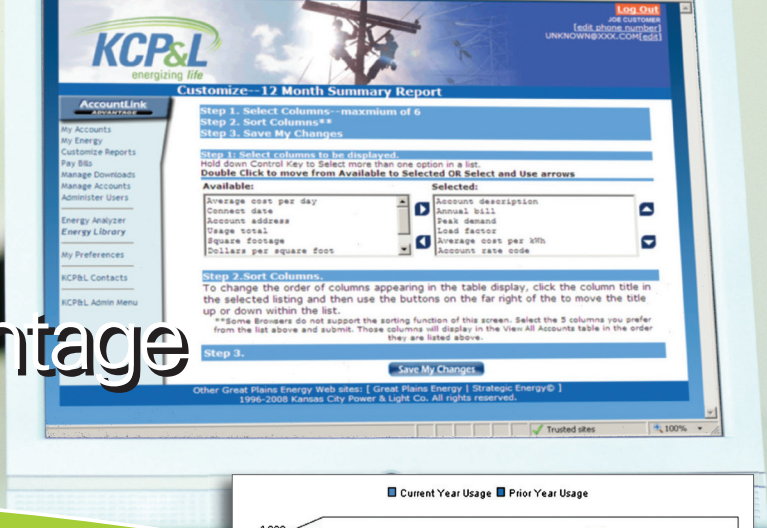 Log Out
JOE CUSTOMER
[edit phone number]
UNKNOWN@XXX.COM[edit]
KCP&L
energizing life
Customize--12 Month Summary Report
AccountLink
ADVANTAGE
My Accounts
My Energy
Customize Reports
Pay Bills
Manage Downloads
Manage Accounts
Administer Users
Energy Analyzer
Energy Library
My Preferences
KCP&L Contacts
KCP&L Admin Menu
Step 1. Select Columns--maxmium of 6
Step 2. Sort Columns**
Step 3. Save My Changes
Step 1: Select columns to be displayed.
Hold down Control Key to Select more than one option in a list.
Double Click to move from Available to Selected OR Select and Use arrows
Available:
Average cost per day
Connect date
Account address
Usage total
Square footage
Dollars per square foot
Selected:
Account description
Annual bill
Peak demand
Load factor
Average cost per kWh
Account rate code
Step 2.Sort Columns.
To change the order of columns appearing in the table display, click the column title in
the selected listing and then use the buttons on the far right of the to move the title
up or down within the list.
**Some Browsers do not support the sorting function of this screen. Select the 5 columns you prefer
from the list above and submit. Those columns will display in the View All Accounts table in the order
they are listed above.
Step 3.
Save My Changes
Other Great Plains Energy Web sites: [ Great Plains Energy | Strategic Energy© ]
1996-2008 Kansas City Power & Light Co. All rights reserved.
Trusted sites
100%
ntage
Current Year Usage Prior Year Usage